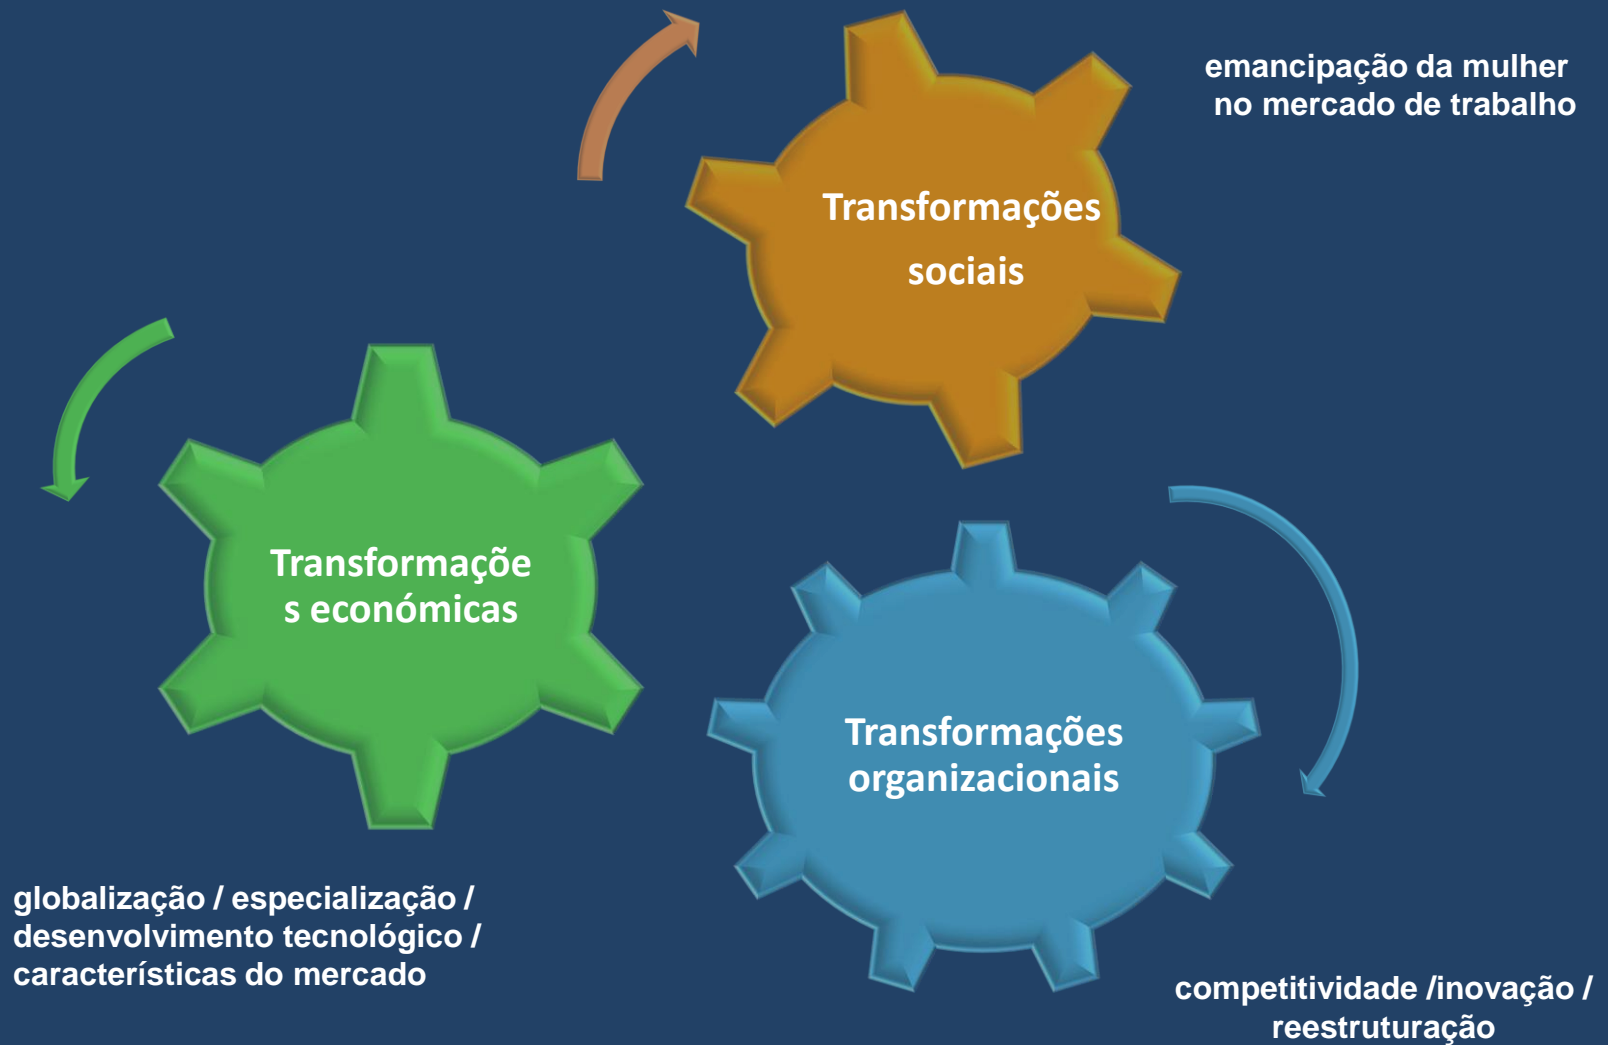 emancipação da mulher
no mercado de trabalho
Transformações
sociais
Transformaçõe
s económicas
Transformações
organizacionais
globalização / especialização /
desenvolvimento tecnológico /
características do mercado
competitividade /inovação /
reestruturação